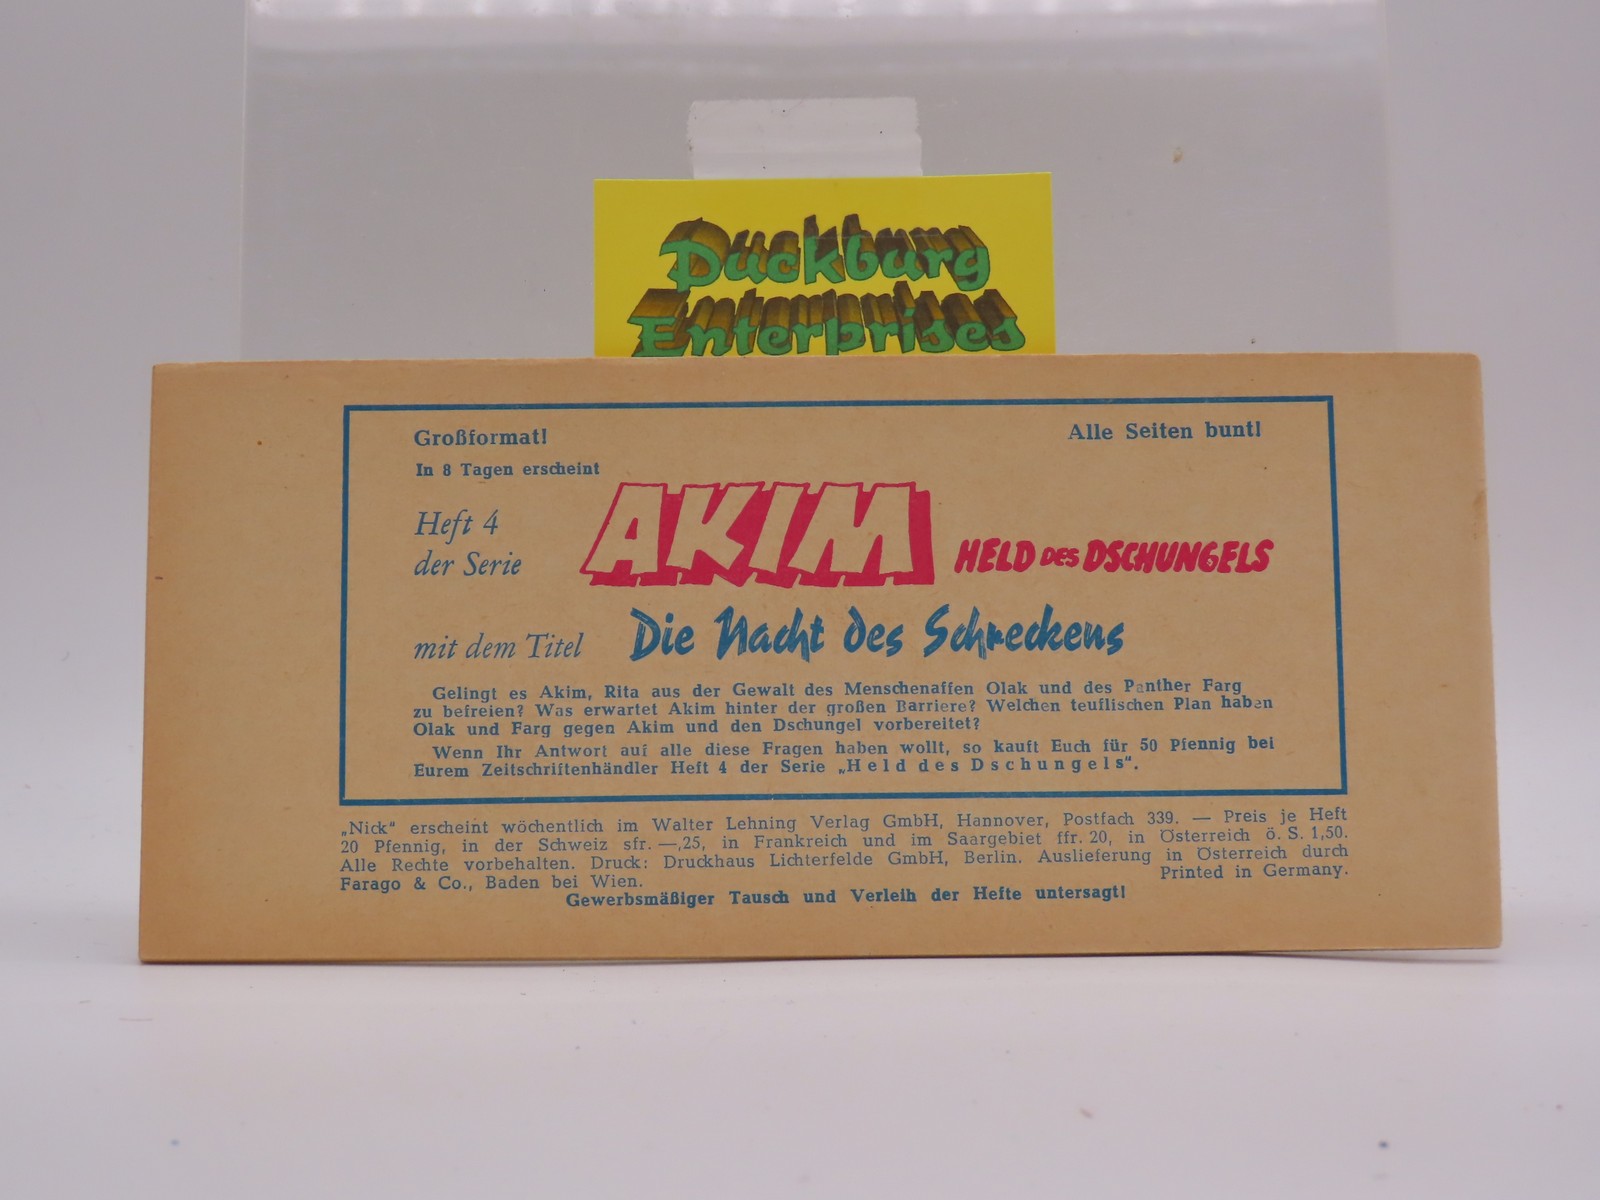 Duckburg
Enterprises
Großformat!
Alle Seiten bunt!
In 8 Tagen erscheint
Heft 4
der Serie
AKIM HELD DES DSCHUNGELS
mit dem Titel Die Nacht des Schreckens
Gelingt es Akim, Rita aus der Gewalt des Menschenaffen Olak und des Panther Farg
zu befreien? Was erwartet Akim hinter der großen Barriere? Welchen teuflischen Plan haben
Olak und Farg gegen Akim und den Dschungel vorbereitet?
Wenn Ihr Antwort auf alle diese Fragen haben wollt, so kauft Euch für 50 Pfennig bei
Eurem Zeitschriftenhändler Heft 4 der Serie „Held des Dschungels“.
„Nick“ erscheint wöchentlich im Walter Lehning Verlag GmbH, Hannover, Postfach 339. — Preis je Heft
20 Pfennig, in der Schweiz sfr. —,25, in Frankreich und im Saargebiet ffr. 20, in Österreich ö. S. 1,50.
Alle Rechte vorbehalten. Druck: Druckhaus Lichterfelde GmbH, Berlin. Auslieferung in Österreich durch
Farago & Co., Baden bei Wien. Printed in Germany.
Gewerbsmäßiger Tausch und Verleih der Hefte untersagt!